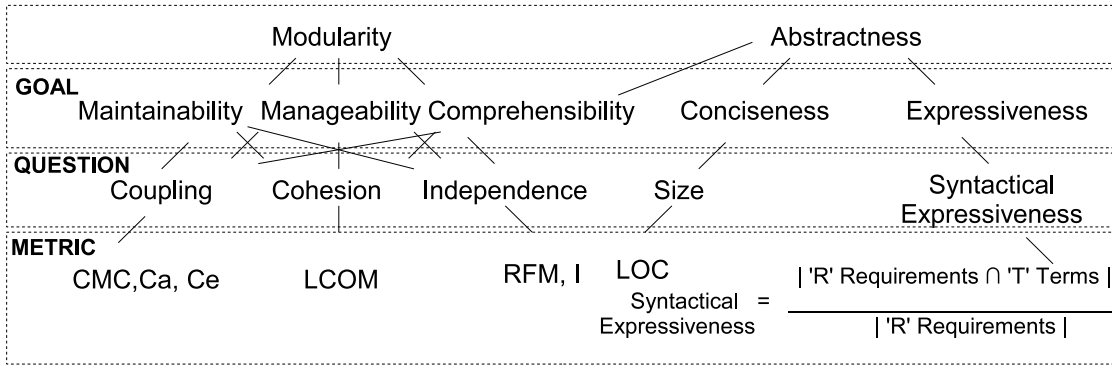 Modularity Abstractness
GOAL
Maintainability Manageability Comprehensibility Conciseness Expressiveness
QUESTION
Coupling Cohesion Independence Size Syntactical
Expressiveness
METRIC
CMC,Ca, Ce LCOM RFM, I LOC
| 'R' Requirements ∩ 'T' Terms |
Syntactical =
Expressiveness
| 'R' Requirements |